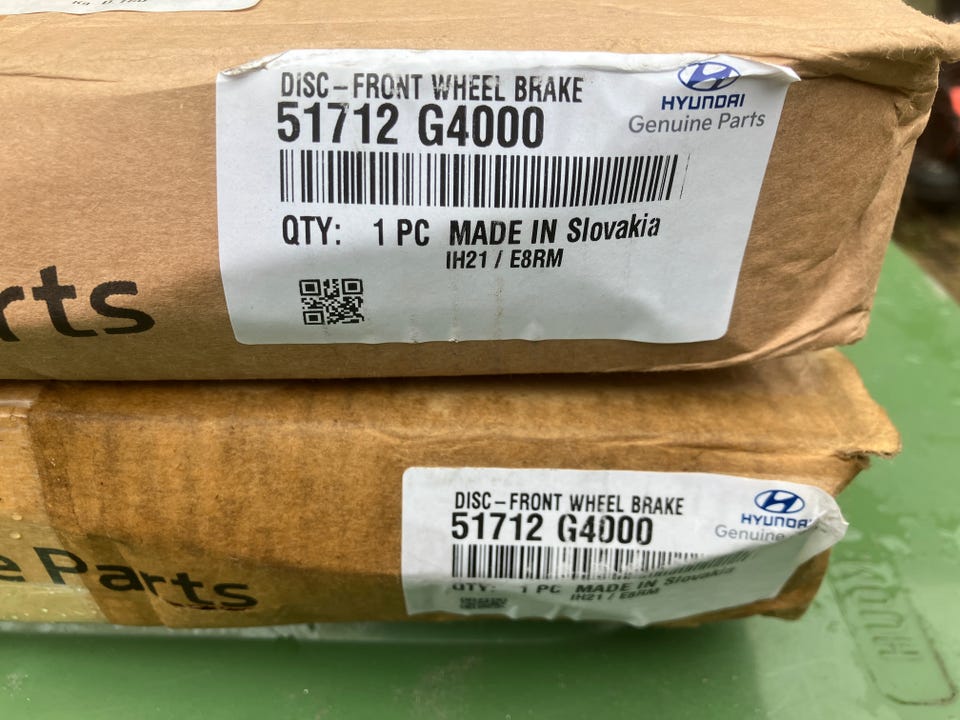 DISC-FRONT WHEEL BRAKE
51712 G4000
HYUNDAI
Genuine Parts
QTY: 1 PC MADE IN Slovakia
IH21 / E8RM
rts
DISC-FRONT WHEEL BRAKE
51712 G4000
HYUNDAI
Genuine
QTY: 1 PC MADE IN Slovakia
IH21 / E8RM
e Parts